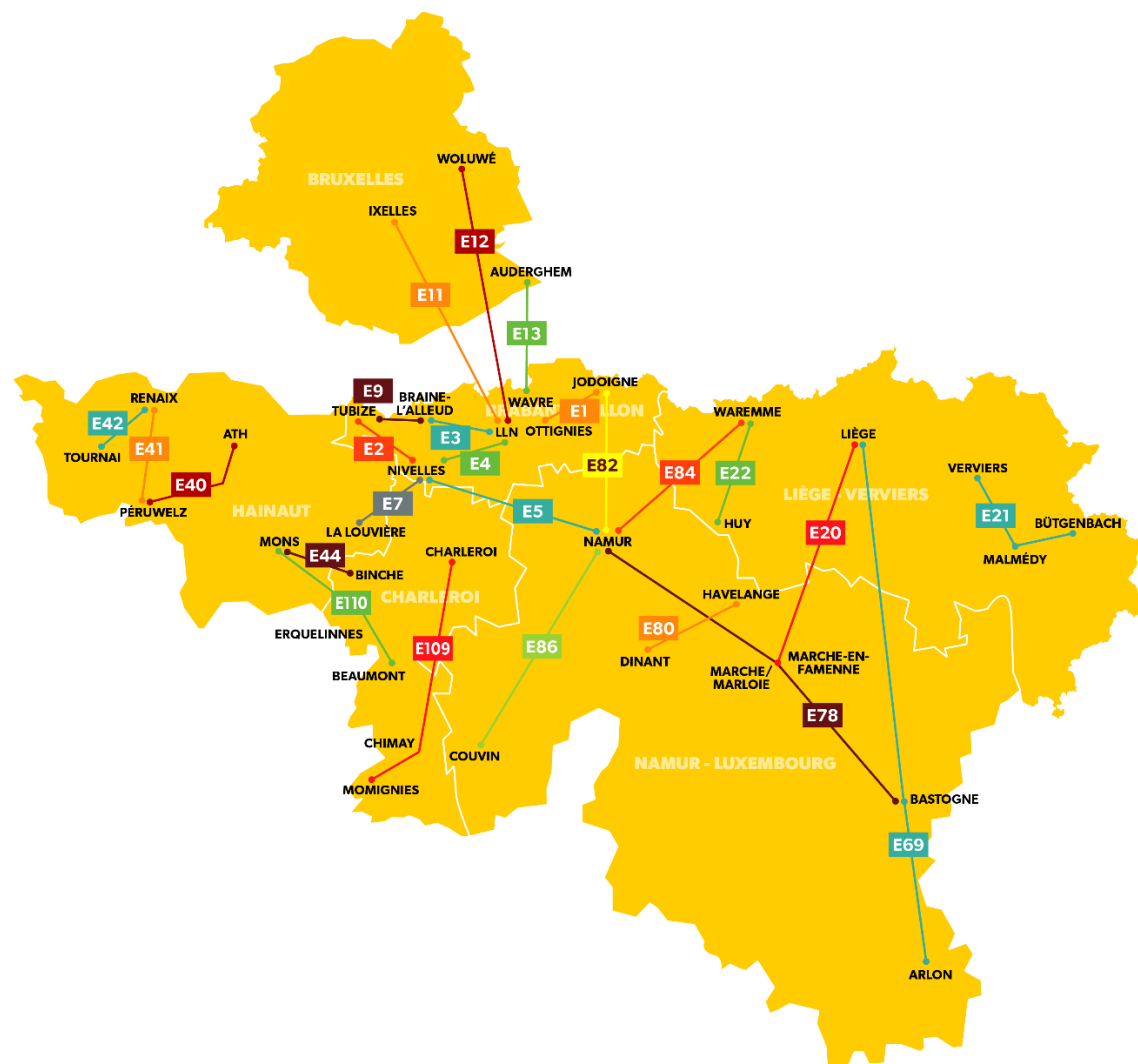 WOLUWÉ
BRUXELLES
IXELLES
E12
AUDERGHEM
E11
E13
JODOIGNE
E9
RENAIX
BRAINE-
L'ALLEUD
WAVRE
TUBIZE
BRABANT WALLON
E1
WAREMME
E42
ATH
LLN
OTTIGNIES
LIÈGE
E41
E3
E2
E4
TOURNAI
E82
E84
E22
VERVIERS
NIVELLES
E40
LIÈGE - VERVIERS
E7
PÉRUWELZ
HAINAUT
E5
E21
BÜTGENBACH
LA LOUVIÈRE
HUY
E20
MONS
NAMUR
CHARLEROI
E44
MALMÉDY
BINCHE
CHARLEROI
HAVELANGE
E110
E80
ERQUELINNES
E109
E86
MARCHE-EN-
FAMENNE
DINANT
BEAUMONT
MARCHE/
MARLOIE
E78
CHIMAY
COUVIN
NAMUR - LUXEMBOURG
MOMIGNIES
BASTOGNE
E69
ARLON